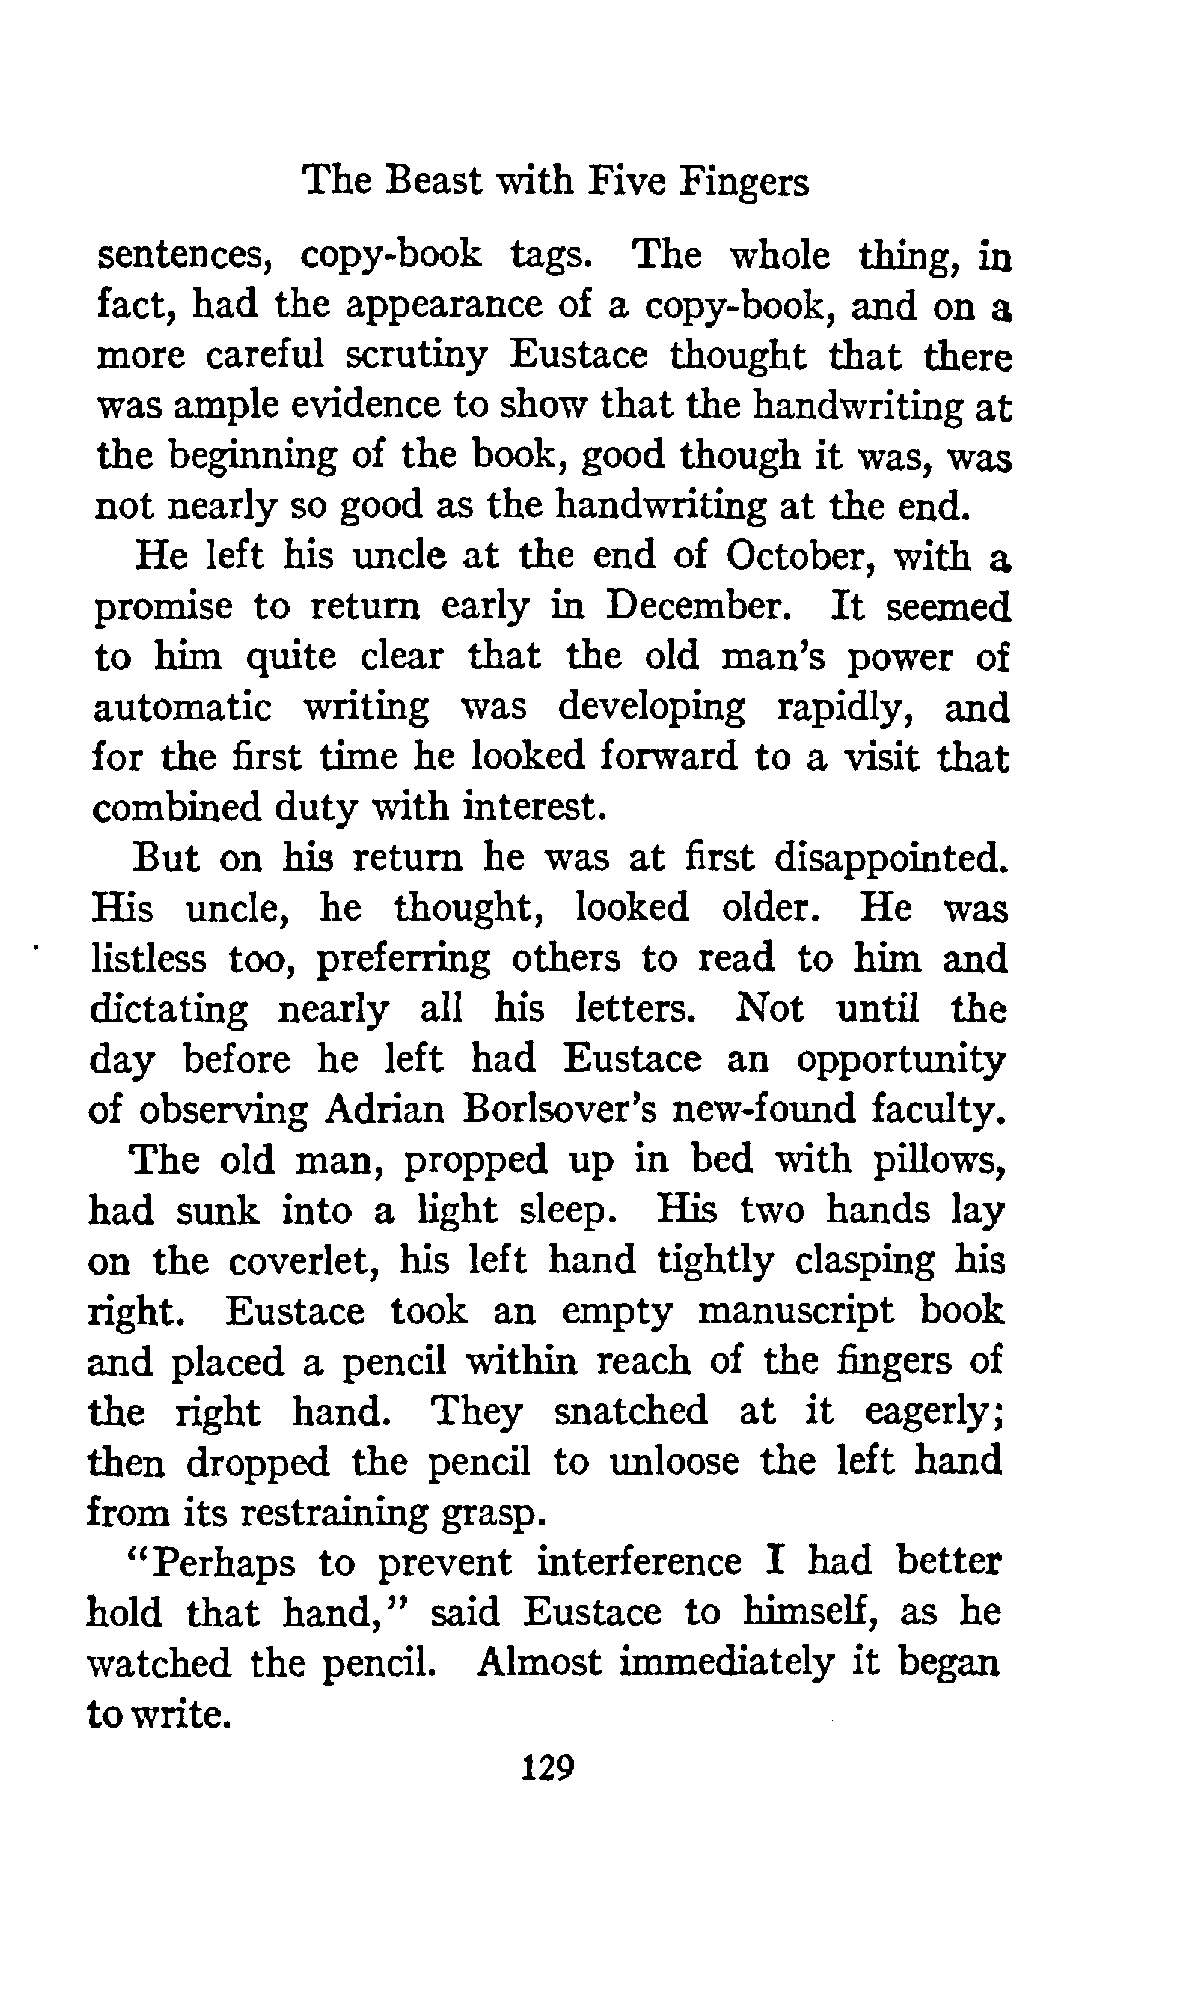 The Beast with Five Fingers
sentences, copy-book tags. The whole thing, in
fact, had the appearance of a copy-book, and on a
more careful scrutiny Eustace thought that there
was ample evidence to show that the handwriting at
the beginning of the book, good though it was, was
not nearly so good as the handwriting at the end.
He left his uncle at the end of October, with a
promise to return early in December. It seemed
to him quite clear that the old man's power of
automatic writing was developing rapidly, and
for the first time he looked forward to a visit that
combined duty with interest.
But on his return he was at first disappointed.
His uncle, he thought, looked older. He was
listless too, preferring others to read to him and
dictating nearly all his letters. Not until the
day before he left had Eustace an opportunity
of observing Adrian Borlsover's new-found faculty.
The old man, propped up in bed with pillows,
had sunk into a light sleep. His two hands lay
on the coverlet, his left hand tightly clasping his
right. Eustace took an empty manuscript book
and placed a pencil within reach of the fingers of
the right hand. They snatched at it eagerly;
then dropped the pencil to unloose the left hand
from its restraining grasp.
"Perhaps to prevent interference I had better
hold that hand," said Eustace to himself, as he
watched the pencil. Almost immediately it began
to write.
129